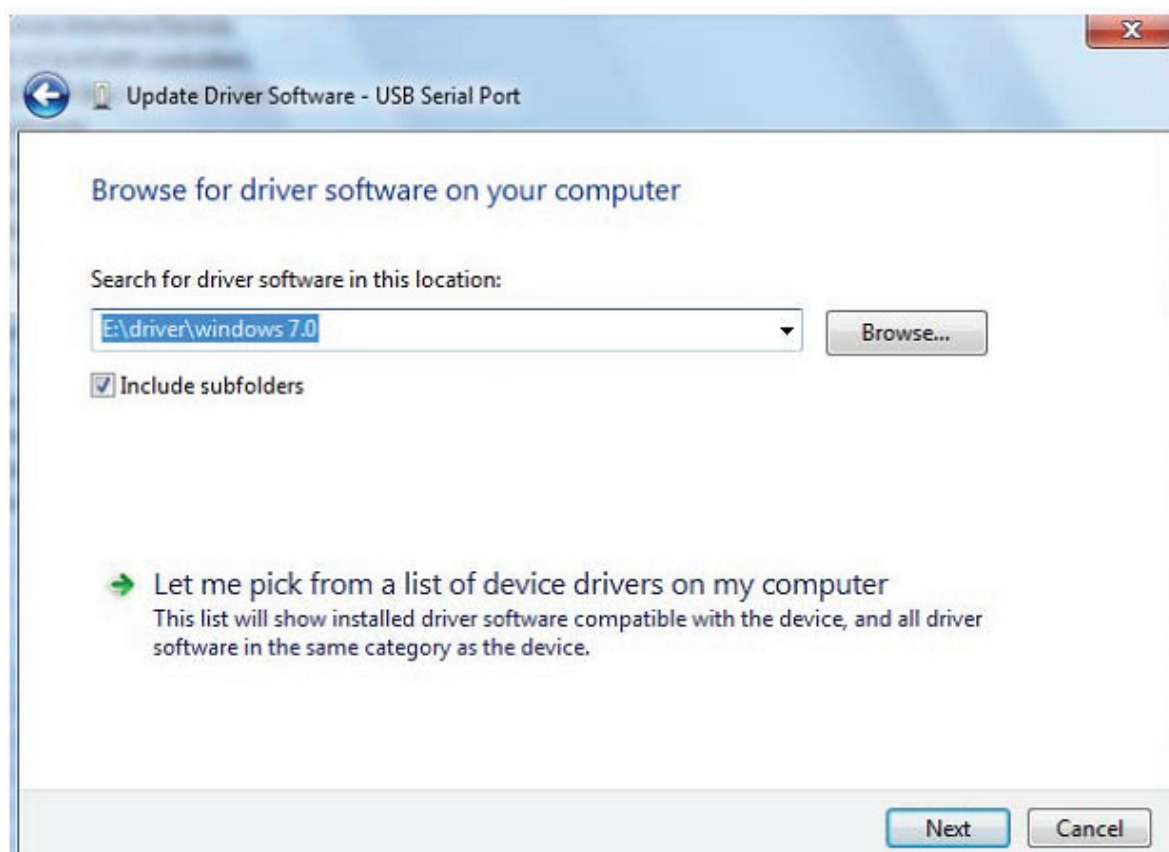 Update Driver Software - USB Serial Port
Browse for driver software on your computer
Search for driver software in this location:
E:\driver\windows 7.0
Browse...
Include subfolders
Let me pick from a list of device drivers on my computer
This list will show installed driver software compatible with the device, and all driver
software in the same category as the device.
Next
Cancel